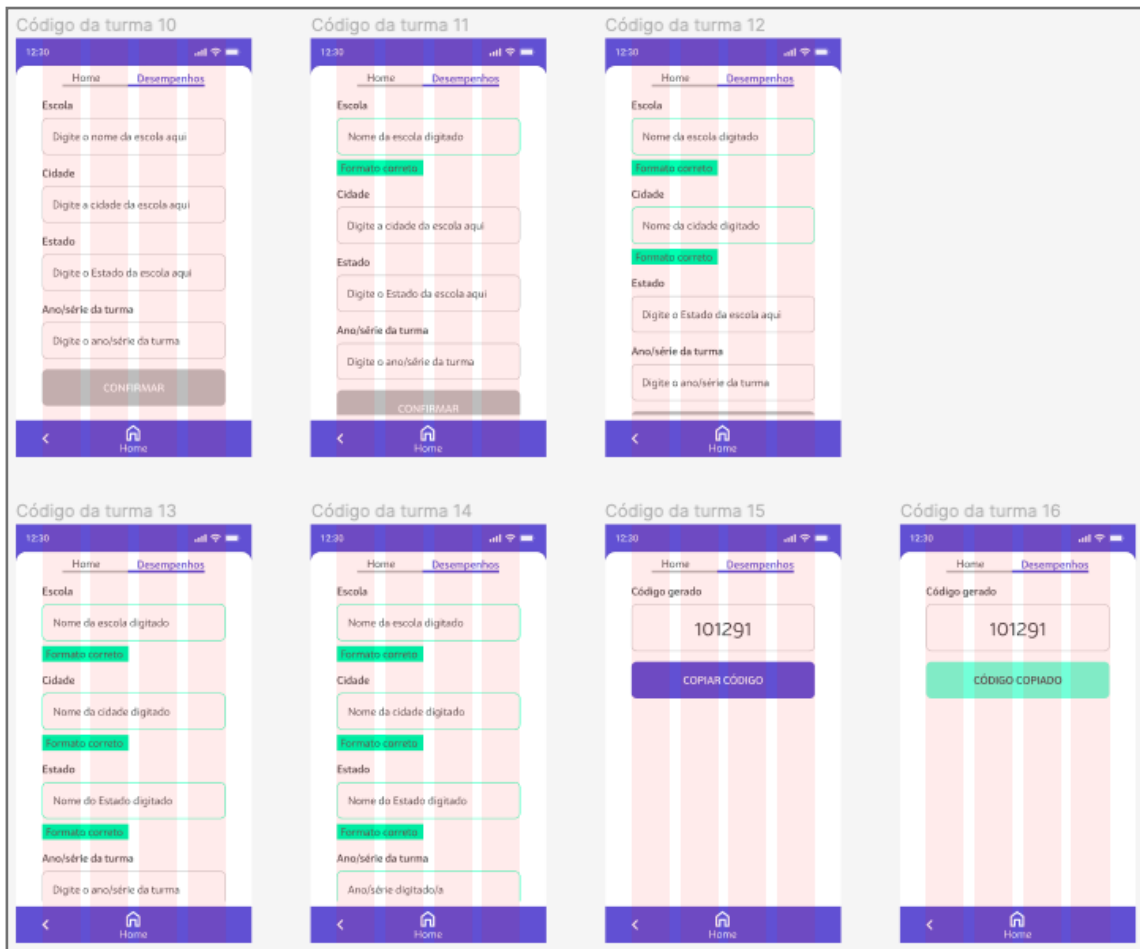 Código da turma 10
12:30
Home Desempenhos
Escola
Digite o nome da escola aqui
Cidade
Digite a cidade da escola aqui
Estado
Digite o Estado da escola aqui
Ano/série da turma
Digite o ano/série da turma
CONFIRMAR
Home
Código da turma 11
12:30
Home Desempenhos
Escola
Nome da escola digitado
Formato correto
Cidade
Digite a cidade da escola aqui
Estado
Digite o Estado da escola aqui
Ano/série da turma
Digite o ano/série da turma
CONFIRMAR
Home
Código da turma 12
12:30
Home Desempenhos
Escola
Nome da escola digitado
Formato correto
Cidade
Nome da cidade digitado
Formato correto
Estado
Digite o Estado da escola aqui
Ano/série da turma
Digite o ano/série da turma
Home
Código da turma 13
12:30
Home Desempenhos
Escola
Nome da escola digitado
Formato correto
Cidade
Nome da cidade digitado
Formato correto
Estado
Nome do Estado digitado
Formato correto
Ano/série da turma
Digite o ano/série da turma
Home
Código da turma 14
12:30
Home Desempenhos
Escola
Nome da escola digitado
Formato correto
Cidade
Nome da cidade digitado
Formato correto
Estado
Nome do Estado digitado
Formato correto
Ano/série da turma
Ano/série digitado/a
Home
Código da turma 15
12:30
Home Desempenhos
Código gerado
101291
COPIAR CÓDIGO
Home
Código da turma 16
12:30
Home Desempenhos
Código gerado
101291
CÓDIGO COPIADO
Home